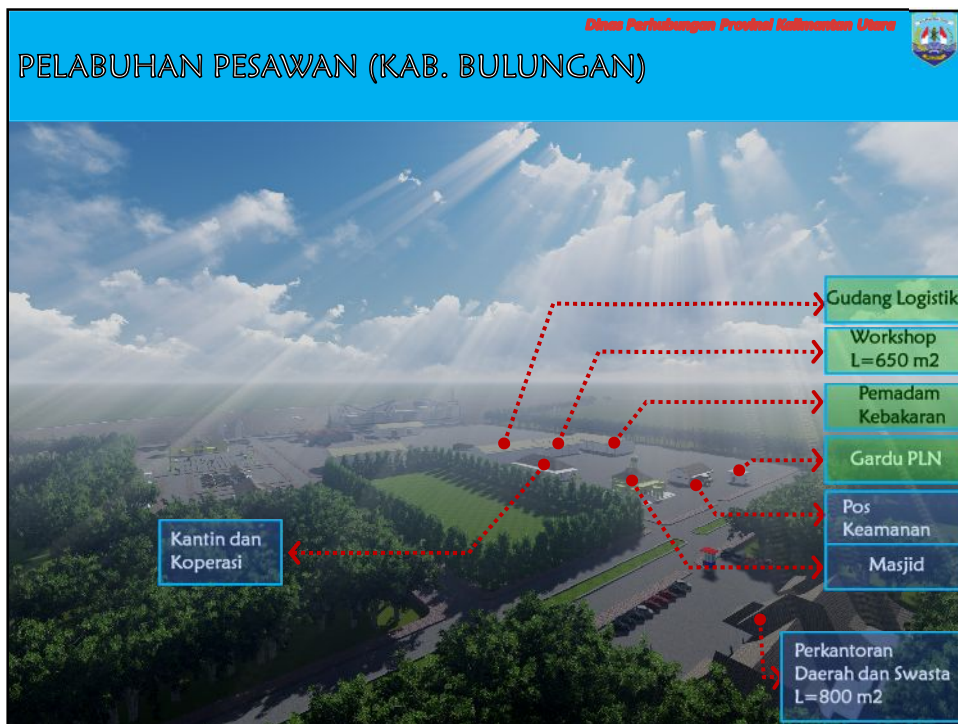 Dinas Perhubungan Provinsi Kalimantan Utara
PELABUHAN PESAWAN (KAB. BULUNGAN)
Gudang Logistik
Workshop
L=650 m2
Pemadam
Kebakaran
Gardu PLN
Pos
Keamanan
Masjid
Kantin dan
Koperasi
Perkantoran
Daerah dan Swasta
L=800 m2